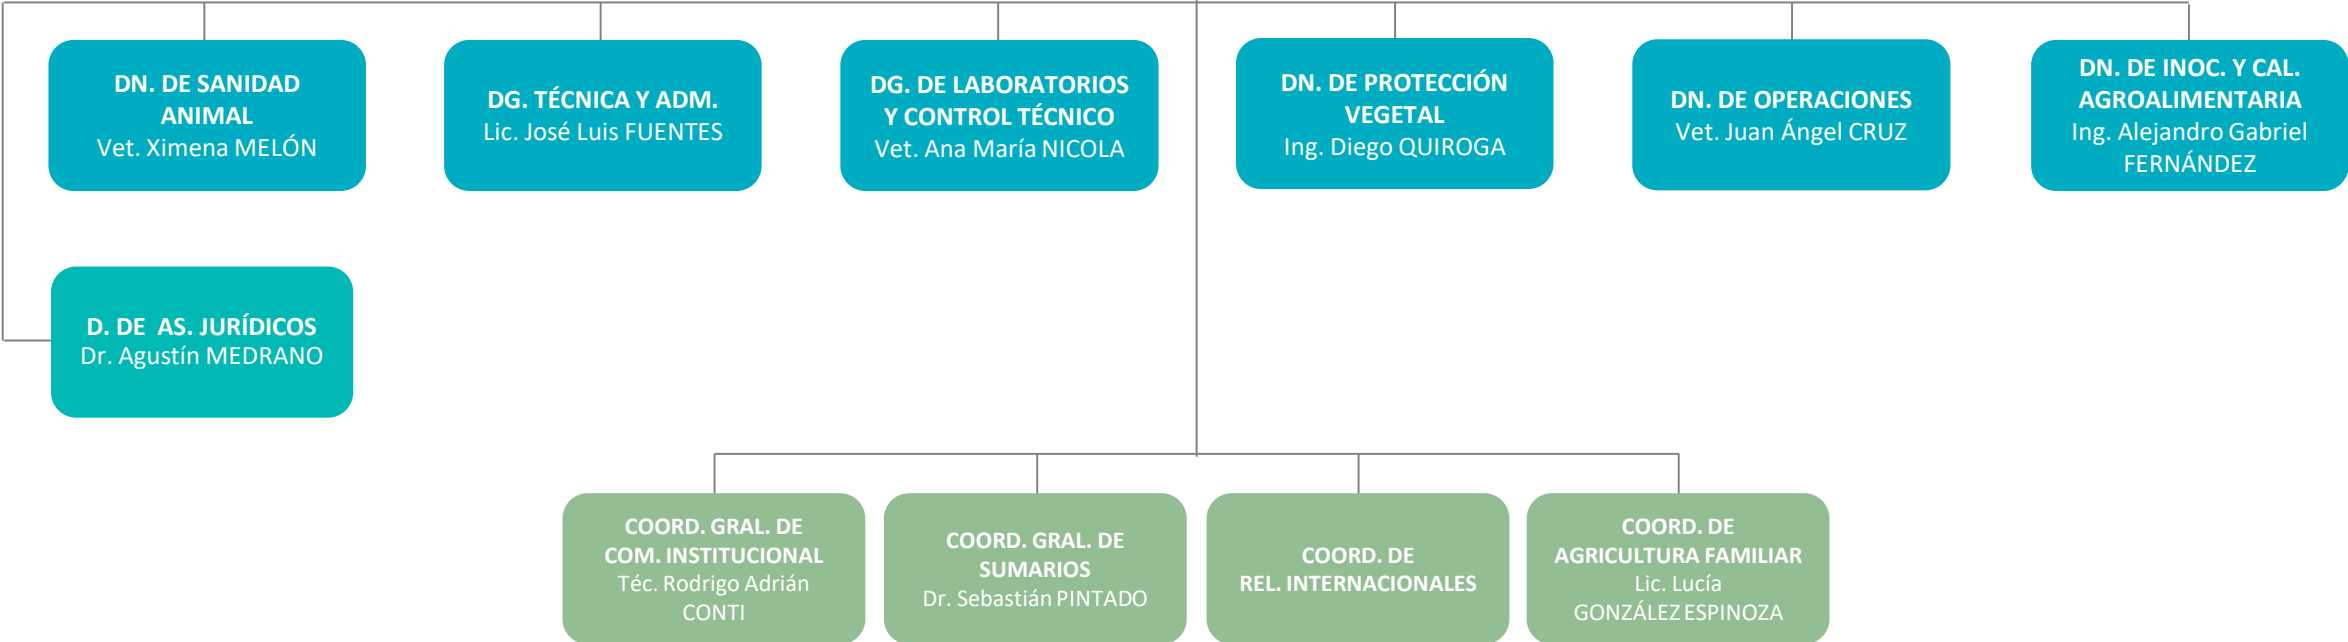 DN. DE SANIDAD
ANIMAL
Vet. Ximena MELÓN
DG. TÉCNICA Y ADM.
Lic. José Luis FUENTES
DG. DE LABORATORIOS
Y CONTROL TÉCNICO
Vet. Ana María NICOLA
DN. DE PROTECCIÓN
VEGETAL
Ing. Diego QUIROGA
DN. DE OPERACIONES
Vet. Juan Ángel CRUZ
DN. DE INOC. Y CAL.
AGROALIMENTARIA
Ing. Alejandro Gabriel
FERNÁNDEZ
D. DE AS. JURÍDICOS
Dr. Agustín MEDRANO
COORD. GRAL. DE
COM. INSTITUCIONAL
Téc. Rodrigo Adrián
CONTI
COORD. GRAL. DE
SUMARIOS
Dr. Sebastián PINTADO
COORD. DE
REL. INTERNACIONALES
COORD. DE
AGRICULTURA FAMILIAR
Lic. Lucía
GONZÁLEZ ESPINOZA